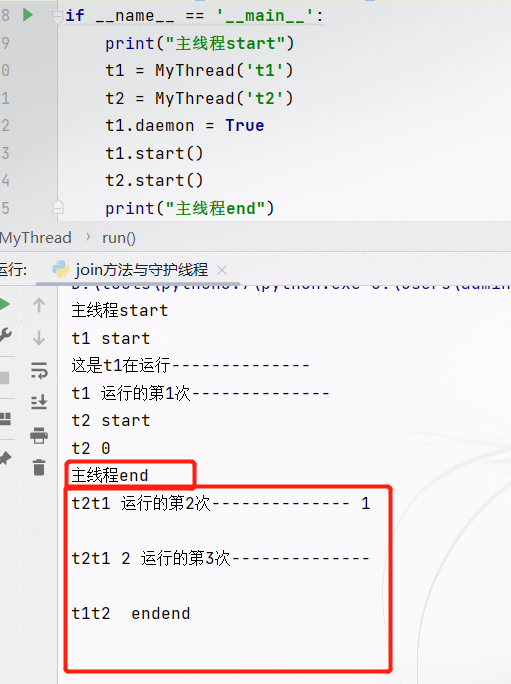 8 if __name__ == '__main__':
9 print("主线程start")
0 t1 = MyThread('t1')
1 t2 = MyThread('t2')
2 t1.daemon = True
3 t1.start()
4 t2.start()
5 print("主线程end")
MyThread › run()
运行: join方法与守护线程 ×
主线程start
t1 start
这是t1在运行--------------
t1 运行的第1次--------------
t2 start
t2 0
主线程end
t2t1 运行的第2次-------------- 1
t2t1 2 运行的第3次--------------
t1t2  endend